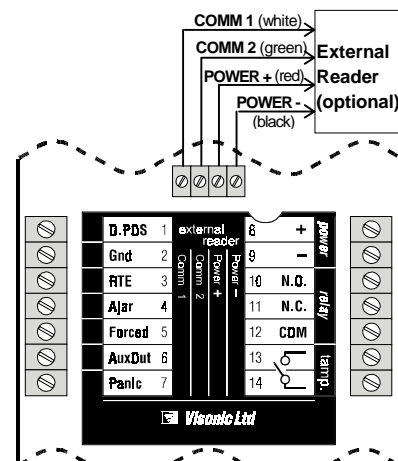 COMM 1 (white)
COMM 2 (green)
POWER + (red)
POWER - (black)
External Reader (optional)
external reader
Comm 1
Comm 2
Power +
Power -
D.POS 1
Gnd 2
RTE 3
Ajar 4
Forced 5
AuxOut 6
Panic 7
8 +
9 -
10 N.O.
11 N.C.
12 COM
13
14
power
relay
tamp.
Visonic Ltd